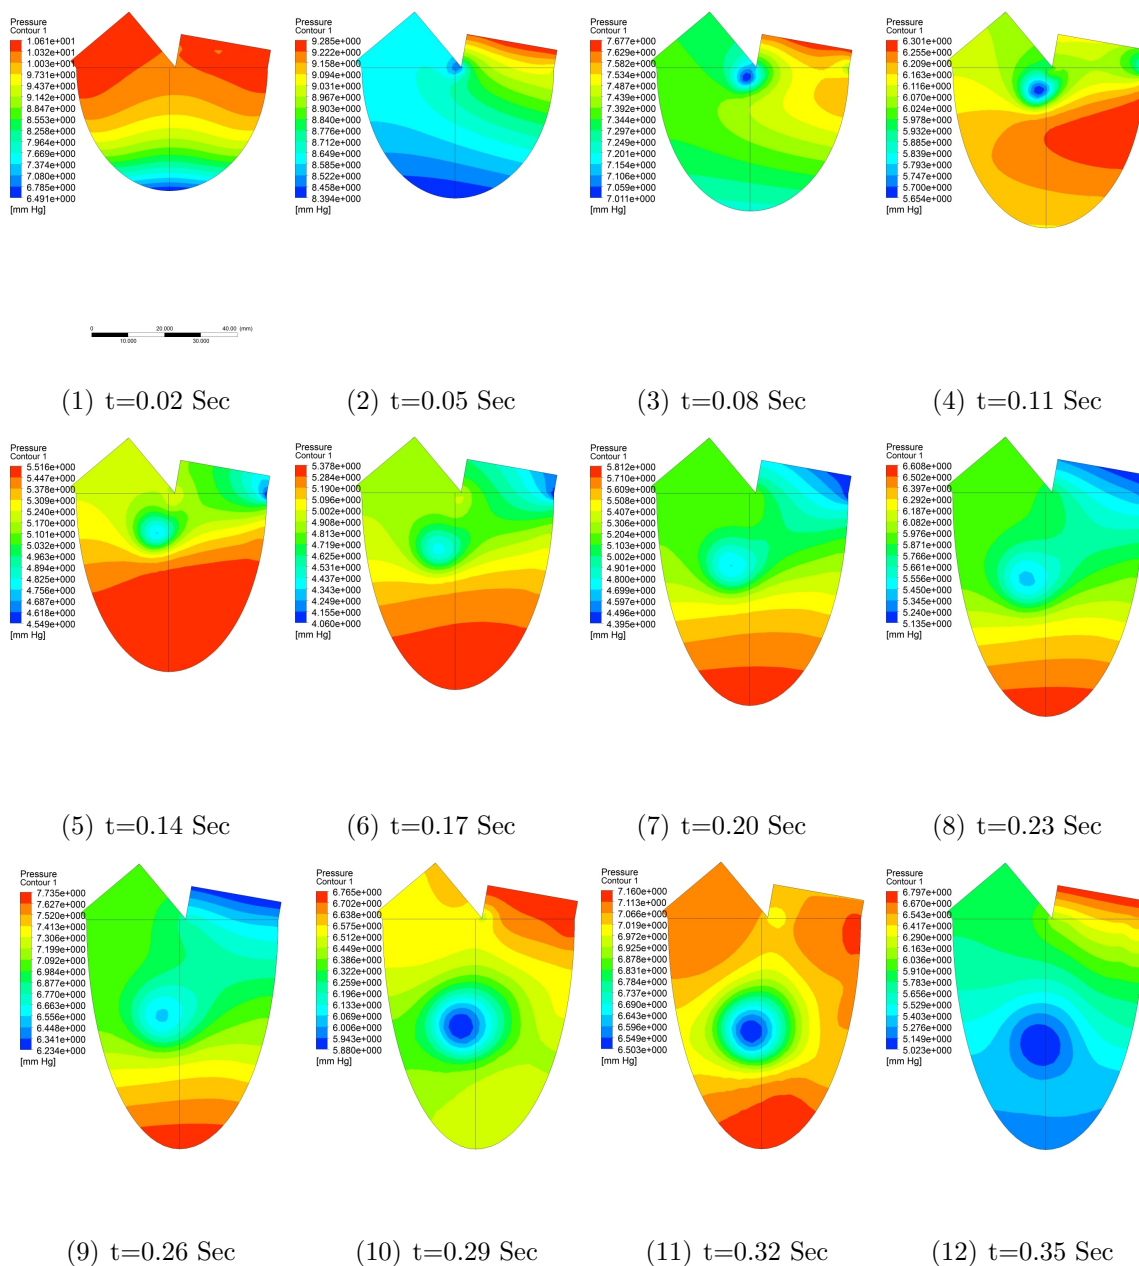 Pressure
Contour 1
1.061e+001
1.032e+001
1.003e+001
9.731e+000
9.437e+000
9.142e+000
8.847e+000
8.553e+000
8.258e+000
7.964e+000
7.669e+000
7.374e+000
7.080e+000
6.785e+000
6.491e+000
[mm Hg]
0 20.000 40.00 (mm)
10.000 30.000
(1) t=0.02 Sec
Pressure
Contour 1
9.285e+000
9.222e+000
9.158e+000
9.094e+000
9.031e+000
8.967e+000
8.903e+000
8.840e+000
8.776e+000
8.712e+000
8.649e+000
8.585e+000
8.522e+000
8.458e+000
8.394e+000
[mm Hg]
(2) t=0.05 Sec
Pressure
Contour 1
7.677e+000
7.629e+000
7.582e+000
7.534e+000
7.487e+000
7.439e+000
7.392e+000
7.344e+000
7.297e+000
7.249e+000
7.201e+000
7.154e+000
7.106e+000
7.059e+000
7.011e+000
[mm Hg]
(3) t=0.08 Sec
Pressure
Contour 1
6.301e+000
6.255e+000
6.209e+000
6.163e+000
6.116e+000
6.070e+000
6.024e+000
5.978e+000
5.932e+000
5.885e+000
5.839e+000
5.793e+000
5.747e+000
5.700e+000
5.654e+000
[mm Hg]
(4) t=0.11 Sec
Pressure
Contour 1
5.516e+000
5.447e+000
5.378e+000
5.309e+000
5.240e+000
5.170e+000
5.101e+000
5.032e+000
4.963e+000
4.894e+000
4.825e+000
4.756e+000
4.687e+000
4.618e+000
4.549e+000
[mm Hg]
(5) t=0.14 Sec
Pressure
Contour 1
5.378e+000
5.284e+000
5.190e+000
5.096e+000
5.002e+000
4.908e+000
4.813e+000
4.719e+000
4.625e+000
4.531e+000
4.437e+000
4.343e+000
4.249e+000
4.155e+000
4.060e+000
[mm Hg]
(6) t=0.17 Sec
Pressure
Contour 1
5.812e+000
5.710e+000
5.609e+000
5.508e+000
5.407e+000
5.306e+000
5.204e+000
5.103e+000
5.002e+000
4.901e+000
4.800e+000
4.699e+000
4.597e+000
4.496e+000
4.395e+000
[mm Hg]
(7) t=0.20 Sec
Pressure
Contour 1
6.608e+000
6.502e+000
6.397e+000
6.292e+000
6.187e+000
6.082e+000
5.976e+000
5.871e+000
5.766e+000
5.661e+000
5.556e+000
5.450e+000
5.345e+000
5.240e+000
5.135e+000
[mm Hg]
(8) t=0.23 Sec
Pressure
Contour 1
7.735e+000
7.627e+000
7.520e+000
7.413e+000
7.306e+000
7.199e+000
7.092e+000
6.984e+000
6.877e+000
6.770e+000
6.663e+000
6.556e+000
6.448e+000
6.341e+000
6.234e+000
[mm Hg]
(9) t=0.26 Sec
Pressure
Contour 1
6.765e+000
6.702e+000
6.638e+000
6.575e+000
6.512e+000
6.449e+000
6.386e+000
6.322e+000
6.259e+000
6.196e+000
6.133e+000
6.069e+000
6.006e+000
5.943e+000
5.880e+000
[mm Hg]
(10) t=0.29 Sec
Pressure
Contour 1
7.160e+000
7.113e+000
7.066e+000
7.019e+000
6.972e+000
6.925e+000
6.878e+000
6.831e+000
6.784e+000
6.737e+000
6.690e+000
6.643e+000
6.596e+000
6.549e+000
6.503e+000
[mm Hg]
(11) t=0.32 Sec
Pressure
Contour 1
6.797e+000
6.670e+000
6.543e+000
6.417e+000
6.290e+000
6.163e+000
6.036e+000
5.910e+000
5.783e+000
5.656e+000
5.529e+000
5.403e+000
5.276e+000
5.149e+000
5.023e+000
[mm Hg]
(12) t=0.35 Sec